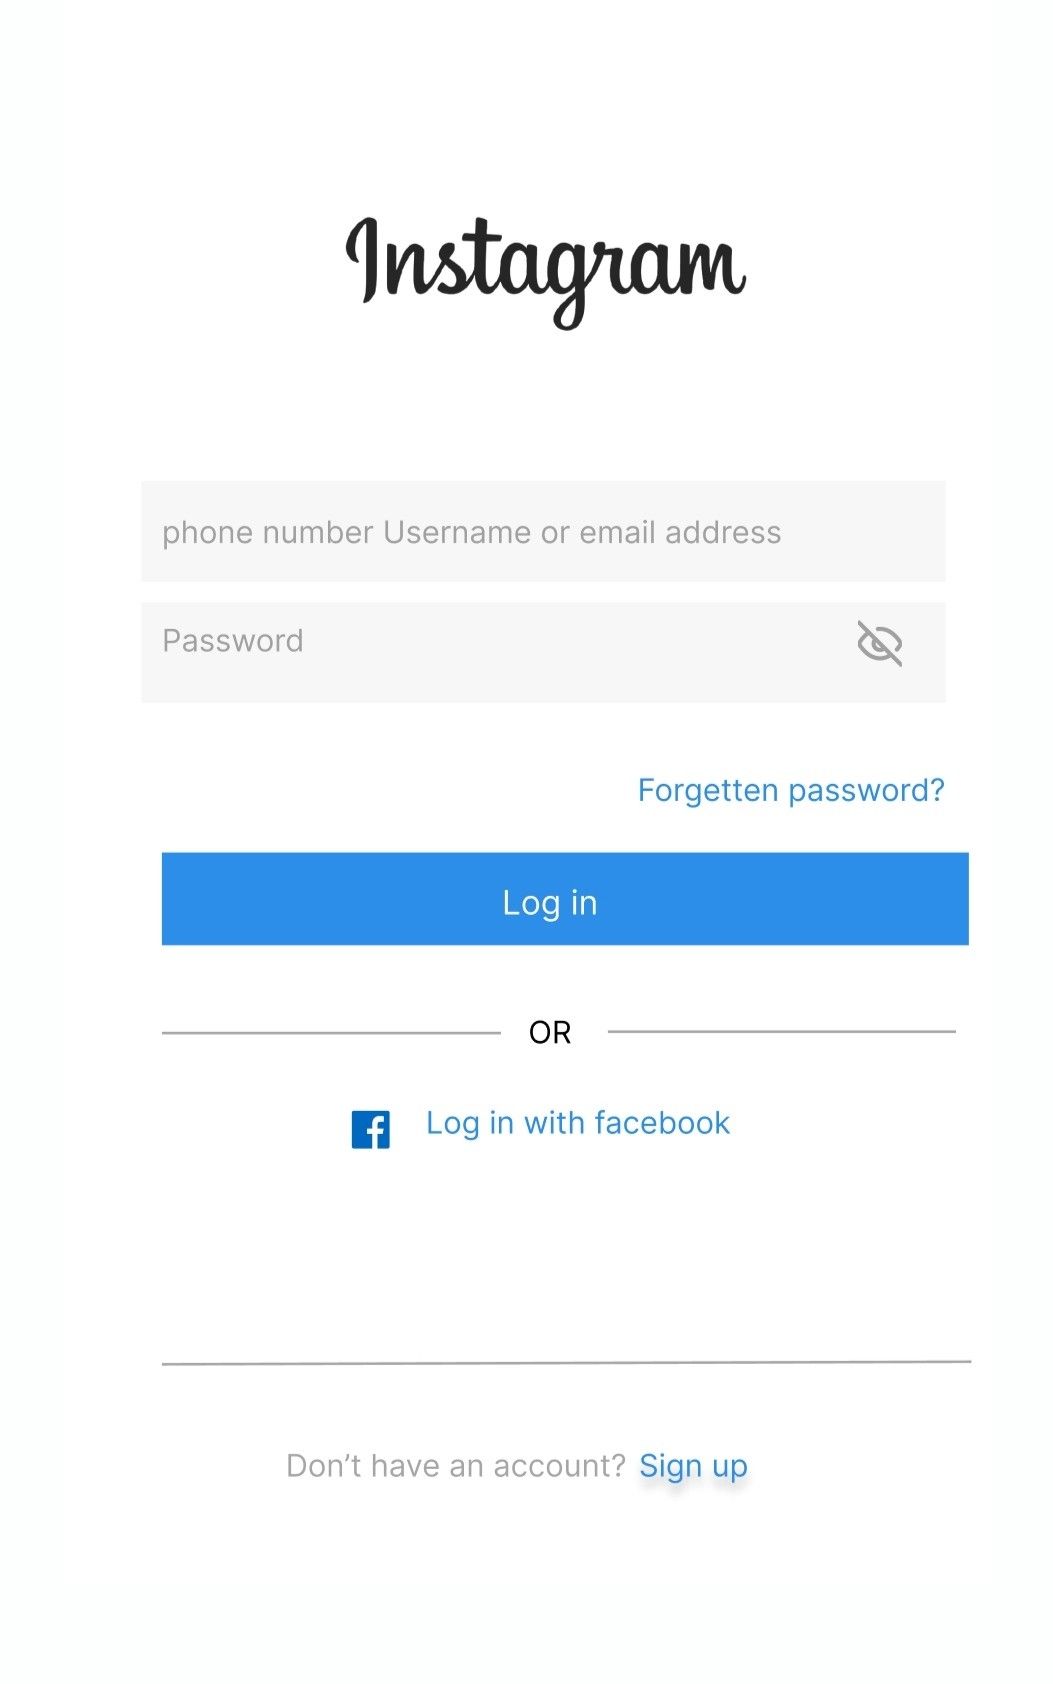 Instagram
phone number Username or email address
Password
Forgetten password?
Log in
OR
Log in with facebook
Don’t have an account? Sign up